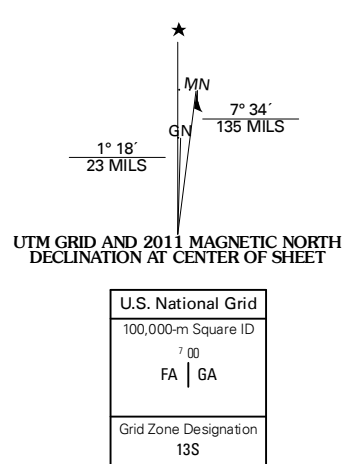 ★
MN
7° 34´
135 MILS
GN
1° 18´
23 MILS
UTM GRID AND 2011 MAGNETIC NORTH
DECLINATION AT CENTER OF SHEET
U.S. National Grid
100,000-m Square ID
7 00
FA | GA
Grid Zone Designation
13S